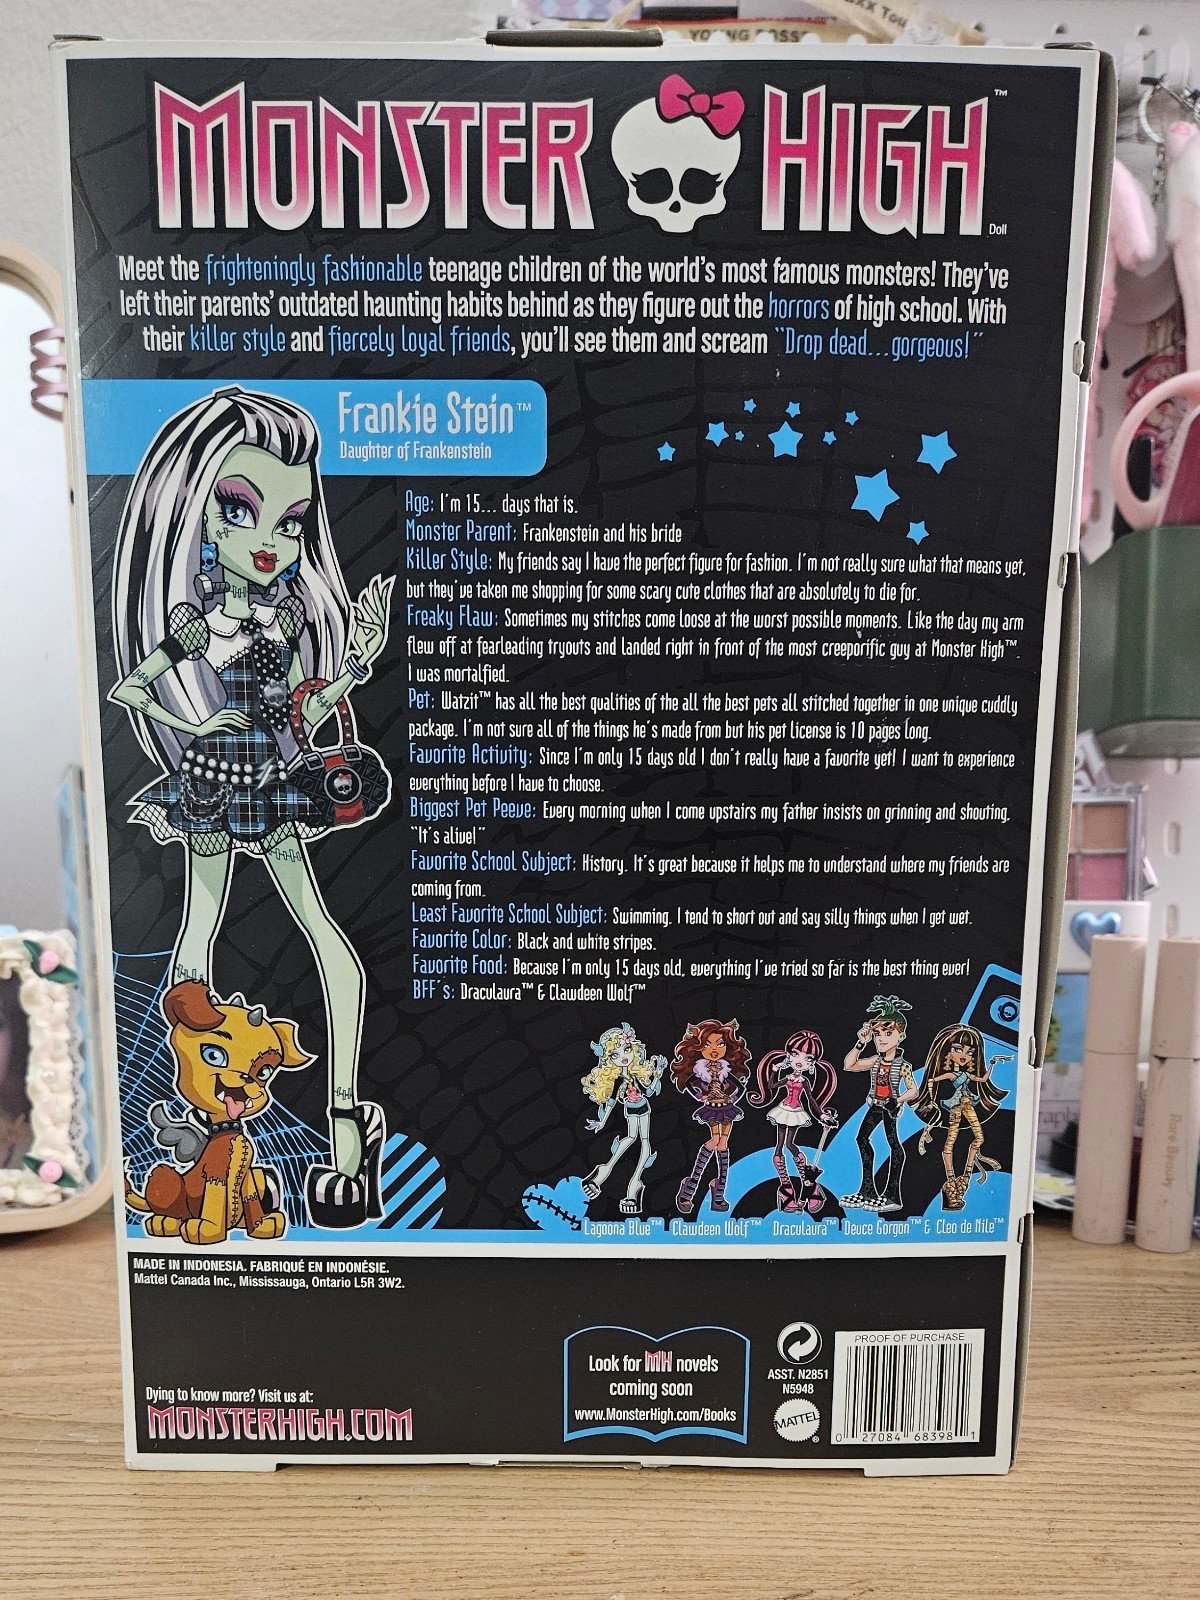 YOUNG BOSS
MONSTER HIGH™
Doll
Meet the frighteningly fashionable teenage children of the world's most famous monsters! They've
left their parents' outdated haunting habits behind as they figure out the horrors of high school. With
their killer style and fiercely loyal friends, you'll see them and scream "Drop dead...gorgeous!"
Frankie Stein™
Daughter of Frankenstein
Age: I'm 15... days that is.
Monster Parent: Frankenstein and his bride
Killer Style: My friends say I have the perfect figure for fashion. I'm not really sure what that means yet,
but they've taken me shopping for some scary cute clothes that are absolutely to die for.
Freaky Flaw: Sometimes my stitches come loose at the worst possible moments. Like the day my arm
flew off at fearleading tryouts and landed right in front of the most creeporific guy at Monster High™.
I was mortalfied.
Pet: Watzit™ has all the best qualities of the all the best pets all stitched together in one unique cuddly
package. I'm not sure all of the things he's made from but his pet license is 10 pages long.
Favorite Activity: Since I'm only 15 days old I don't really have a favorite yet! I want to experience
everything before I have to choose.
Biggest Pet Peeve: Every morning when I come upstairs my father insists on grinning and shouting,
"It's alive!"
Favorite School Subject: History. It's great because it helps me to understand where my friends are
coming from.
Least Favorite School Subject: Swimming. I tend to short out and say silly things when I get wet.
Favorite Color: Black and white stripes.
Favorite Food: Because I'm only 15 days old, everything I've tried so far is the best thing ever!
BFF's: Draculaura™ & Clawdeen Wolf™
Lagoona Blue™ Clawdeen Wolf™ Draculaura™ Deuce Gorgon™ & Cleo de Nile™
MADE IN INDONESIA. FABRIQUÉ EN INDONÉSIE.
Mattel Canada Inc., Mississauga, Ontario L5R 3W2.
Dying to know more? Visit us at:
MONSTERHIGH.COM
Look for MH novels
coming soon
www.MonsterHigh.com/Books
ASST. N2851
N5948
MATTEL®
PROOF OF PURCHASE
0 27084 68398 1